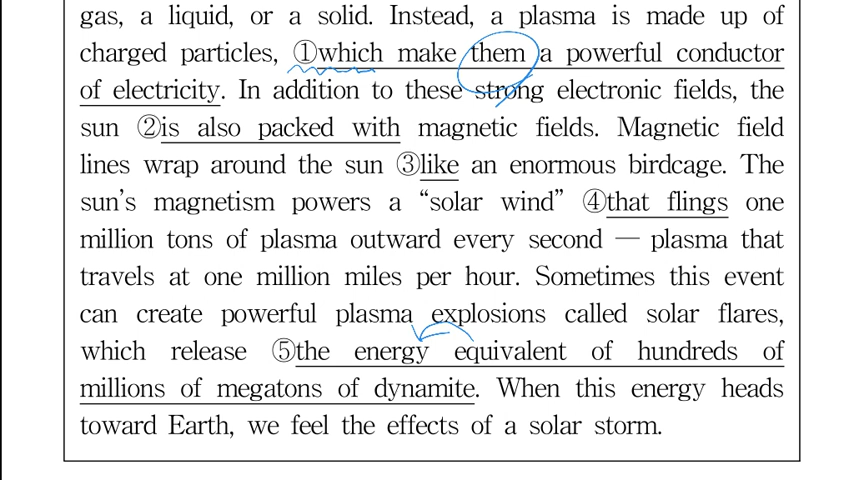 gas, a liquid, or a solid. Instead, a plasma is made up of
charged particles, ①which make them a powerful conductor
of electricity. In addition to these strong electronic fields, the
sun ②is also packed with magnetic fields. Magnetic field
lines wrap around the sun ③like an enormous birdcage. The
sun's magnetism powers a “solar wind” ④that flings one
million tons of plasma outward every second — plasma that
travels at one million miles per hour. Sometimes this event
can create powerful plasma explosions called solar flares,
which release ⑤the energy equivalent of hundreds of
millions of megatons of dynamite. When this energy heads
toward Earth, we feel the effects of a solar storm.